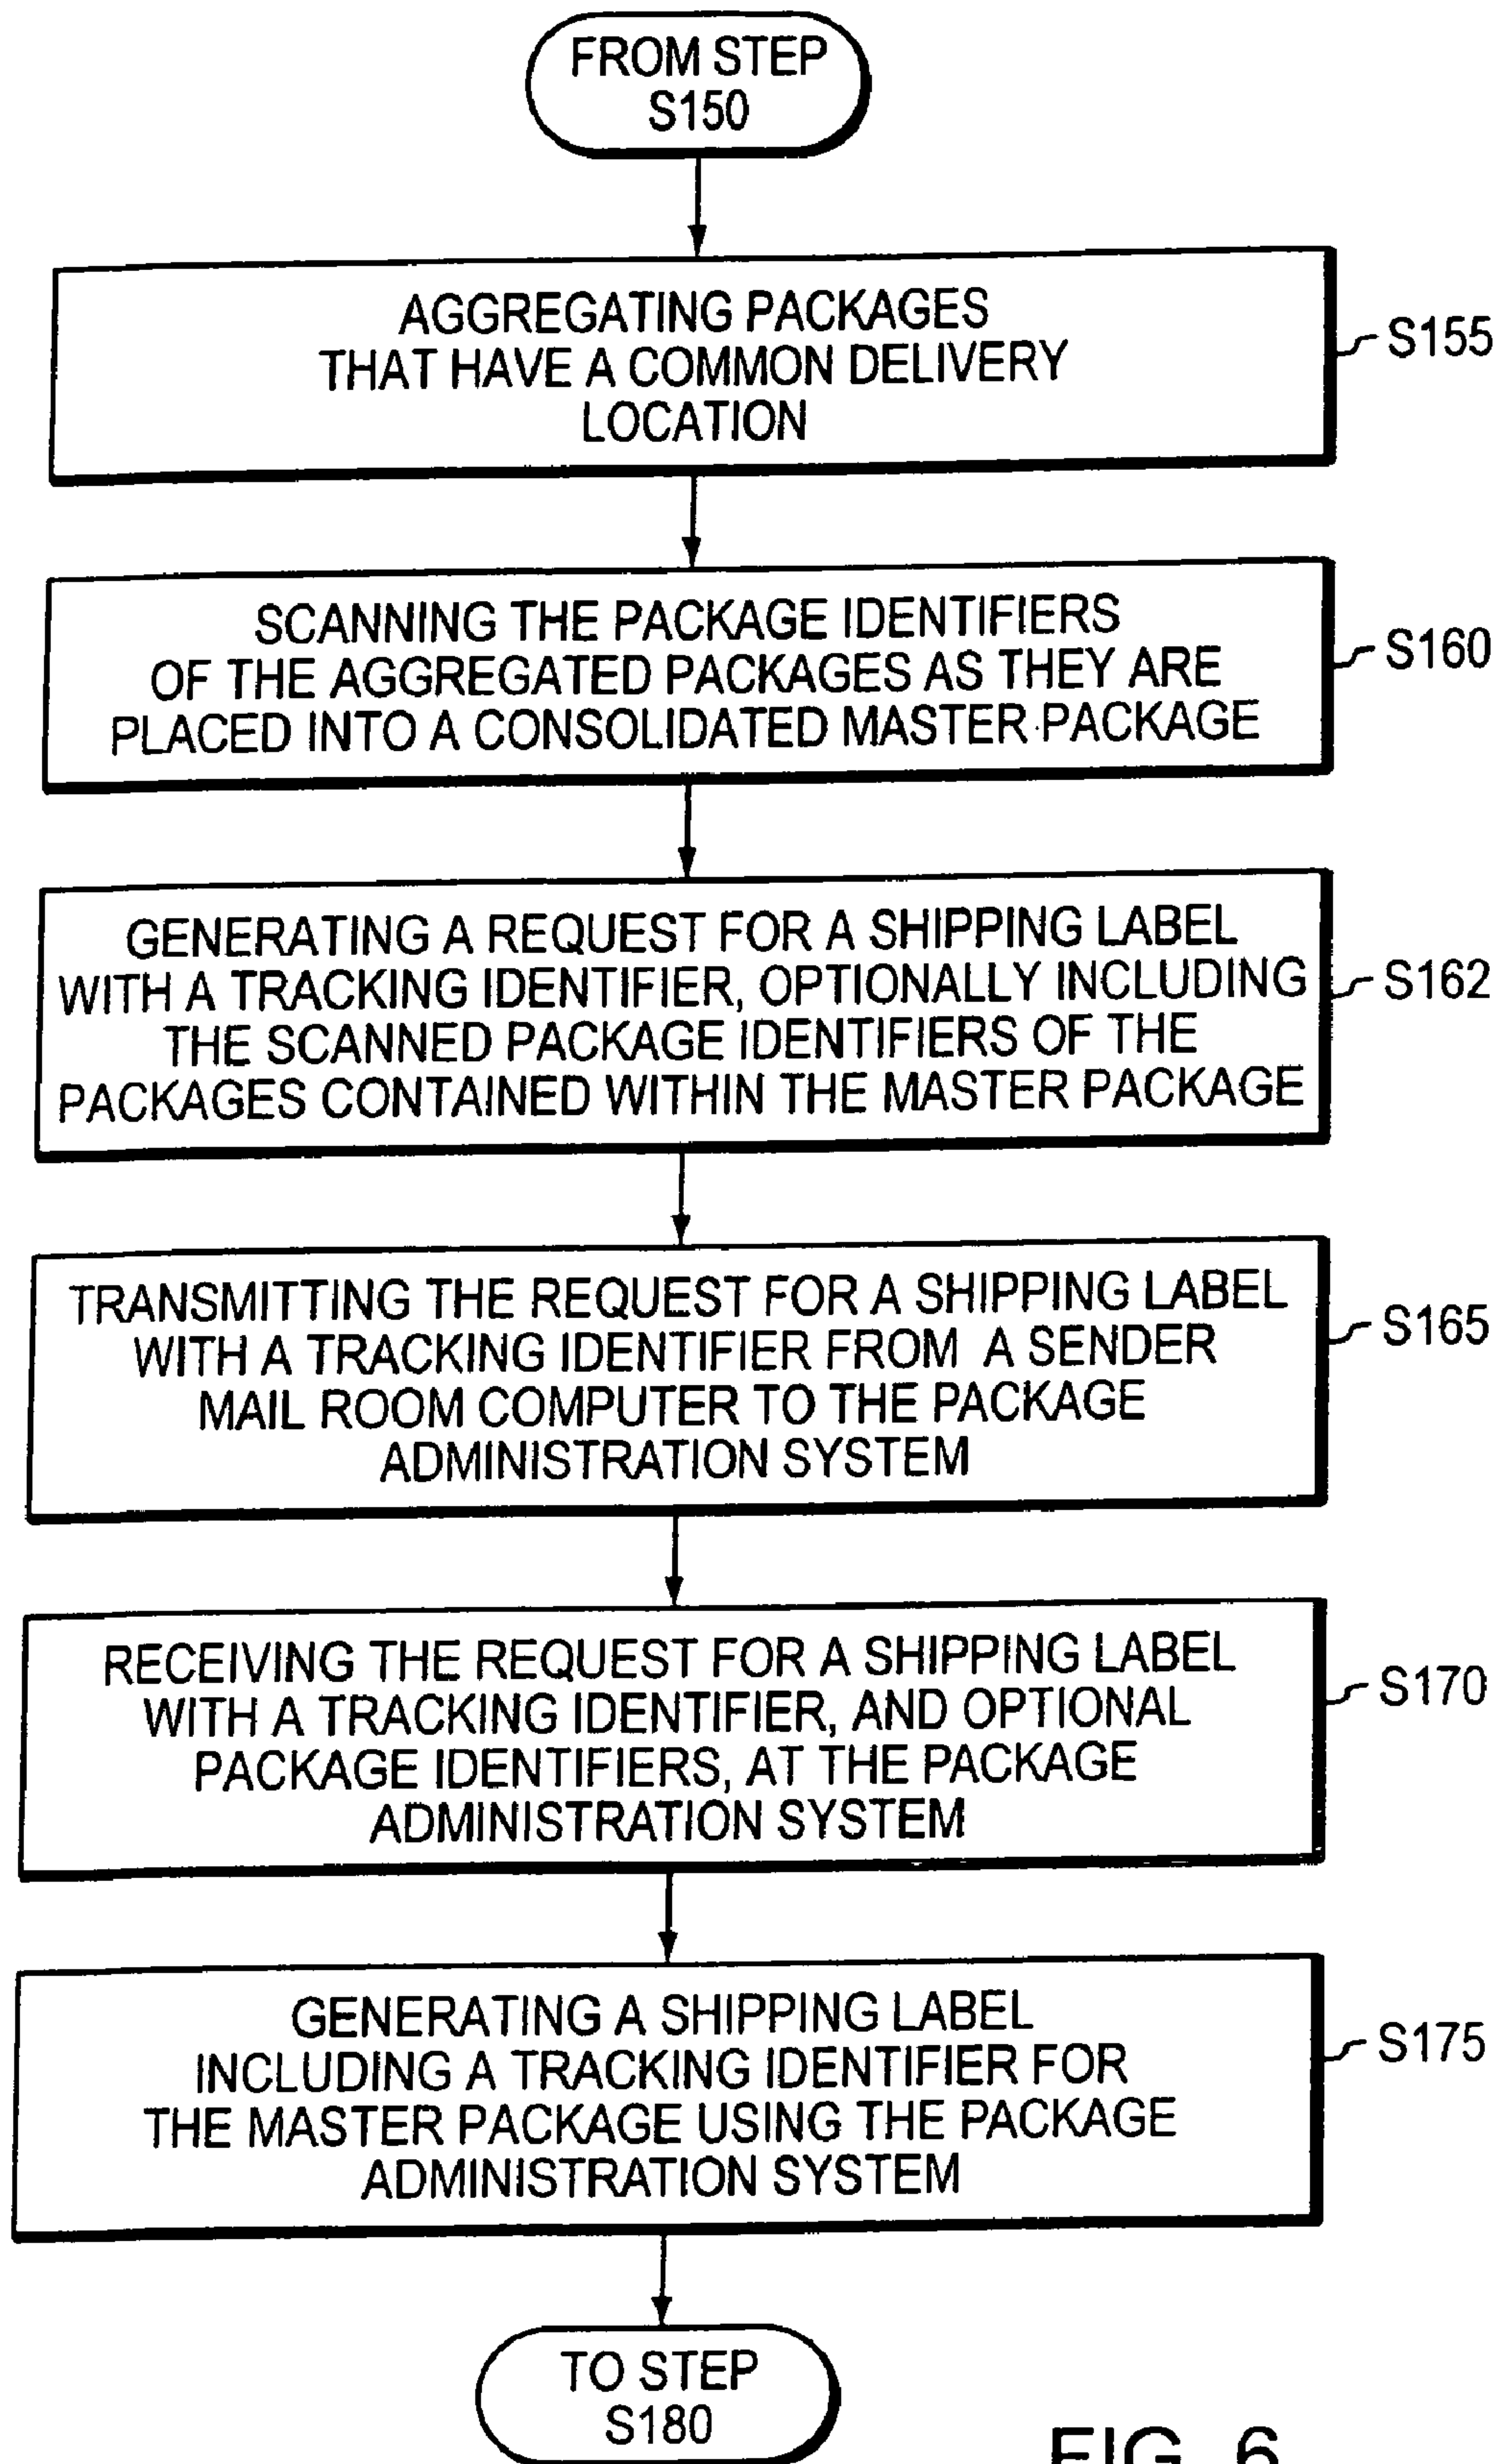 FROM STEP
S150
AGGREGATING PACKAGES
THAT HAVE A COMMON DELIVERY
LOCATION
S155
SCANNING THE PACKAGE IDENTIFIERS
OF THE AGGREGATED PACKAGES AS THEY ARE
PLACED INTO A CONSOLIDATED MASTER PACKAGE
S160
GENERATING A REQUEST FOR A SHIPPING LABEL
WITH A TRACKING IDENTIFIER, OPTIONALLY INCLUDING
THE SCANNED PACKAGE IDENTIFIERS OF THE
PACKAGES CONTAINED WITHIN THE MASTER PACKAGE
S162
TRANSMITTING THE REQUEST FOR A SHIPPING LABEL
WITH A TRACKING IDENTIFIER FROM A SENDER
MAIL ROOM COMPUTER TO THE PACKAGE
ADMINISTRATION SYSTEM
S165
RECEIVING THE REQUEST FOR A SHIPPING LABEL
WITH A TRACKING IDENTIFIER, AND OPTIONAL
PACKAGE IDENTIFIERS, AT THE PACKAGE
ADMINISTRATION SYSTEM
S170
GENERATING A SHIPPING LABEL
INCLUDING A TRACKING IDENTIFIER FOR
THE MASTER PACKAGE USING THE PACKAGE
ADMINISTRATION SYSTEM
S175
TO STEP
S180
FIG. 6